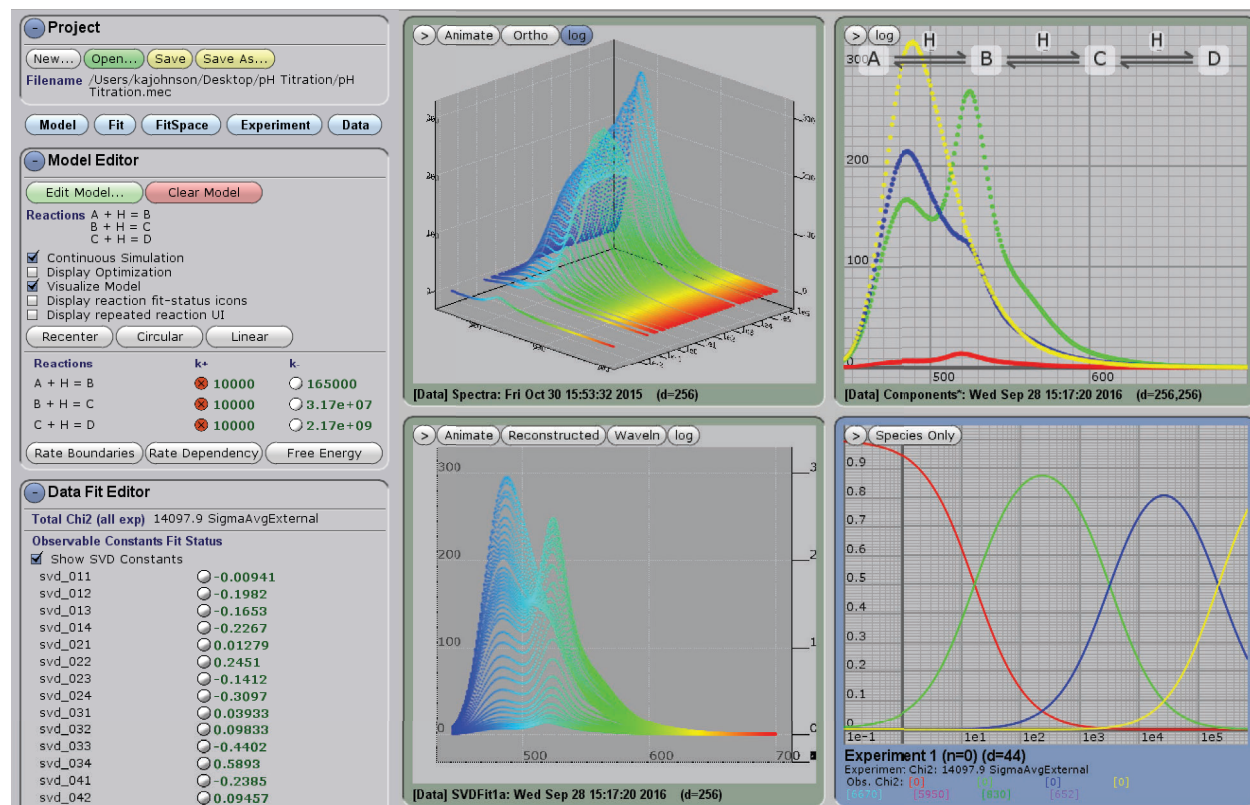 Project
New... Open... Save Save As...
Filename /Users/kajohnson/Desktop/pH Titration/pH
Titration.mec
Model Fit FitSpace Experiment Data
Model Editor
Edit Model... Clear Model
Reactions A + H = B
B + H = C
C + H = D
Continuous Simulation
Display Optimization
Visualize Model
Display reaction fit-status icons
Display repeated reaction UI
Recenter Circular Linear
Reactions k+ k-
A + H = B 10000 165000
B + H = C 10000 3.17e+07
C + H = D 10000 2.17e+09
Rate Boundaries Rate Dependency Free Energy
Data Fit Editor
Total Chi2 (all exp) 14097.9 SigmaAvgExternal
Observable Constants Fit Status
Show SVD Constants
svd_011 -0.00941
svd_012 -0.1982
svd_013 -0.1653
svd_014 -0.2267
svd_021 0.01279
svd_022 0.2451
svd_023 -0.1412
svd_024 -0.3097
svd_031 0.03933
svd_032 0.09833
svd_033 -0.4402
svd_034 0.5893
svd_041 -0.2385
svd_042 0.09457
> Animate Ortho log
[Data] Spectra: Fri Oct 30 15:53:32 2015 (d=256)
> log
H H H
A B C D
300
200
100
0
500 600
[Data] Components*: Wed Sep 28 15:17:20 2016 (d=256,256)
> Animate Reconstructed WaveIn log
300 3
200 2
100 1
0 0
500 600 700
[Data] SVDFit1a: Wed Sep 28 15:17:20 2016 (d=256)
> Species Only
0.9
0.8
0.7
0.6
0.5
0.4
0.3
0.2
0.1
0
1e-1 1e1 1e2 1e3 1e4 1e5
Experiment 1 (n=0) (d=44)
Experimen: Chi2: 14097.9 SigmaAvgExternal
Obs. Chi2: [0] [0] [0] [0]
[6670] [5950] [830] [652]